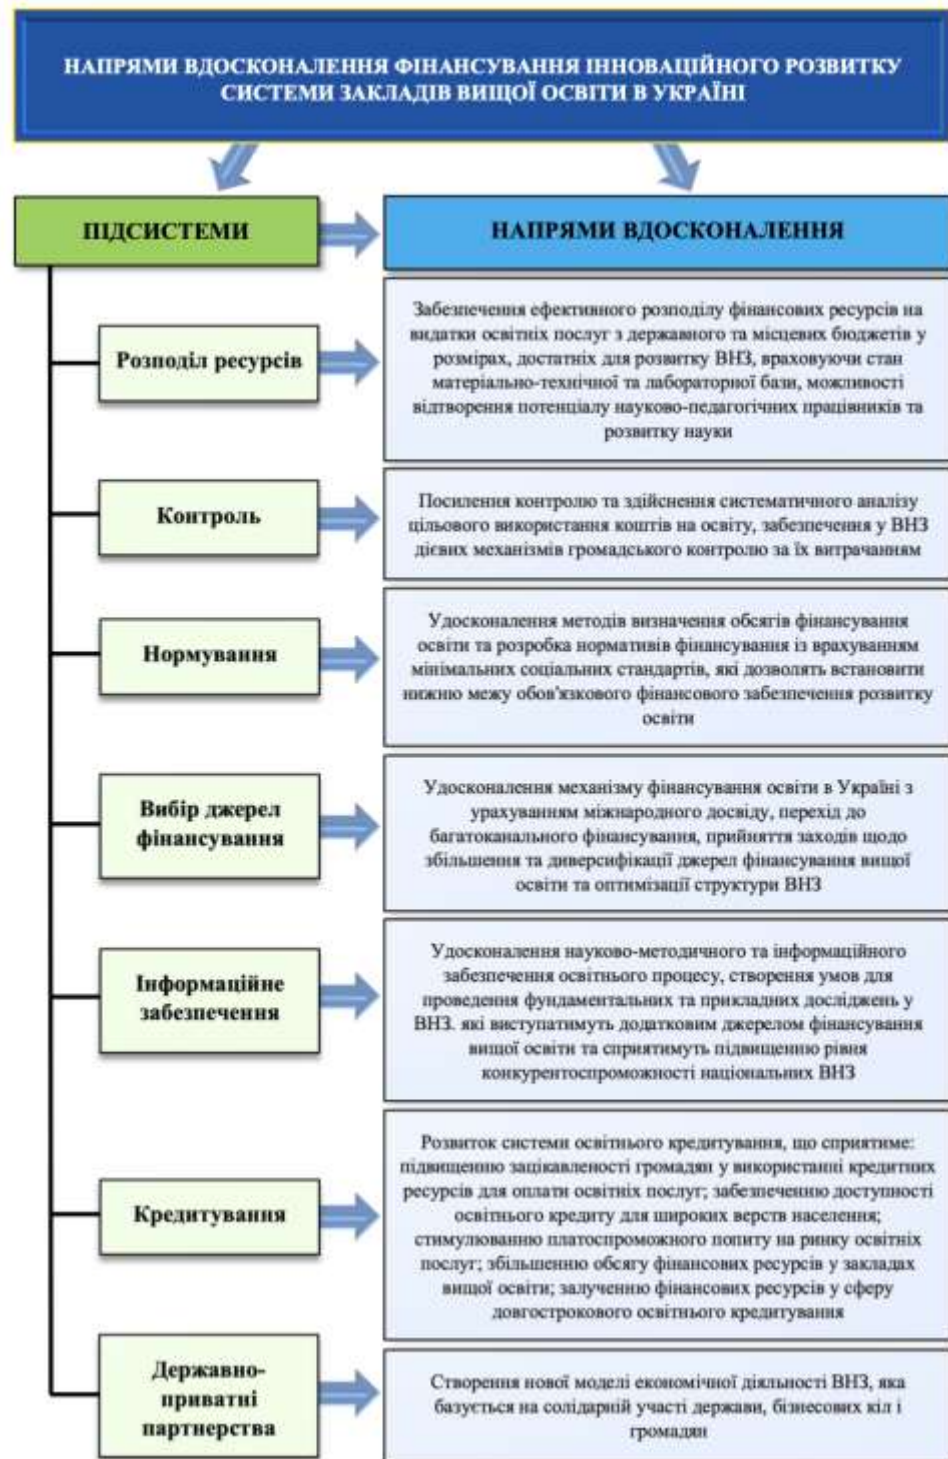 НАПРЯМИ ВДОСКОНАЛЕННЯ ФІНАНСУВАННЯ ІННОВАЦІЙНОГО РОЗВИТКУ
СИСТЕМИ ЗАКЛАДІВ ВИЩОЇ ОСВІТИ В УКРАЇНІ
ПІДСИСТЕМИ
НАПРЯМИ ВДОСКОНАЛЕННЯ
Розподіл ресурсів
Забезпечення ефективного розподілу фінансових ресурсів на
видатки освітніх послуг з державного та місцевих бюджетів у
розмірах, достатніх для розвитку ВНЗ, враховуючи стан
матеріально-технічної та лабораторної бази, можливості
відтворення потенціалу науково-педагогічних працівників та
розвитку науки
Контроль
Посилення контролю та здійснення систематичного аналізу
цільового використання коштів на освіту, забезпечення у ВНЗ
дієвих механізмів громадського контролю за їх витрачанням
Нормування
Удосконалення методів визначення обсягів фінансування
освіти та розробка нормативів фінансування із врахуванням
мінімальних соціальних стандартів, які дозволять встановити
нижню межу обов'язкового фінансового забезпечення розвитку
освіти
Вибір джерел
фінансування
Удосконалення механізму фінансування освіти в Україні з
урахуванням міжнародного досвіду, перехід до
багатоканального фінансування, прийняття заходів щодо
збільшення та диверсифікації джерел фінансування вищої
освіти та оптимізації структури ВНЗ
Інформаційне
забезпечення
Удосконалення науково-методичного та інформаційного
забезпечення освітнього процесу, створення умов для
проведення фундаментальних та прикладних досліджень у
ВНЗ. які виступатимуть додатковим джерелом фінансування
вищої освіти та сприятимуть підвищенню рівня
конкурентоспроможності національних ВНЗ
Кредитування
Розвиток системи освітнього кредитування, що сприятиме:
підвищенню зацікавленості громадян у використанні кредитних
ресурсів для оплати освітніх послуг; забезпеченню доступності
освітнього кредиту для широких верств населення;
стимулюванню платоспроможного попиту на ринку освітніх
послуг; збільшенню обсягу фінансових ресурсів у закладах
вищої освіти; залученню фінансових ресурсів у сферу
довгострокового освітнього кредитування
Державно-
приватні
партнерства
Створення нової моделі економічної діяльності ВНЗ, яка
базується на солідарній участі держави, бізнесових кіл і
громадян